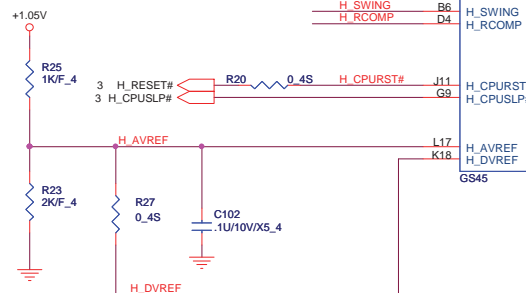 +1.05V
H_SWING B6 H_SWING
H_RCOMP D4 H_RCOMP
R25
1K/F_4
3 H_RESET# R20 0_4S H_CPURST# J11 H_CPURST
3 H_CPUSLP# G9 H_CPUSLP#
H_AVREF L17 H_AVREF
K18 H_DVREF
GS45
R23
2K/F_4
R27
0_4S
C102
.1U/10V/X5_4
H_DVREF